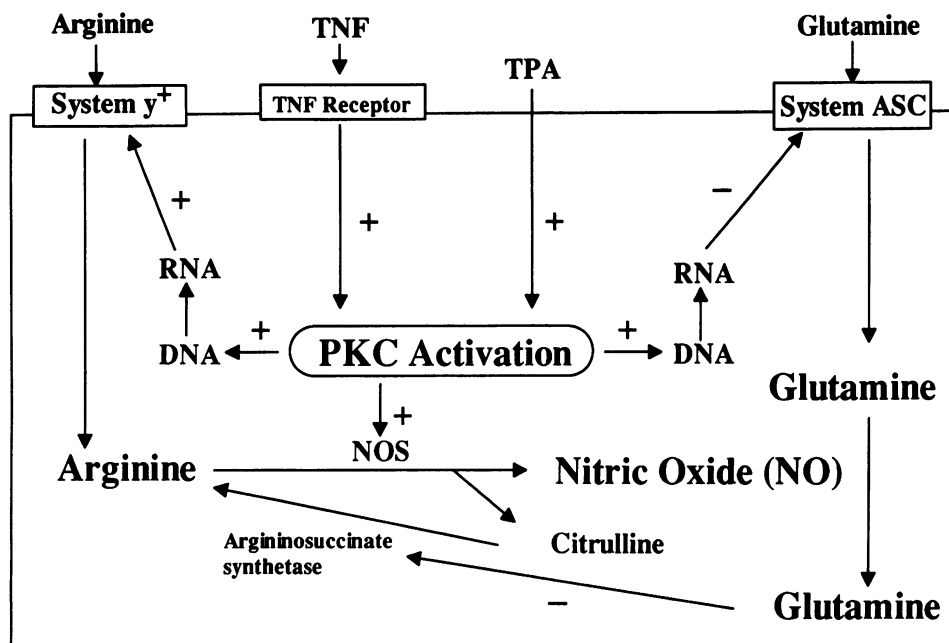 Arginine
TNF
Glutamine
TPA
System y+
TNF Receptor
System ASC
+
+
+
−
RNA
RNA
+
+
DNA
PKC Activation
DNA
Glutamine
+
NOS
Arginine
Nitric Oxide (NO)
Argininosuccinate
synthetase
Citrulline
−
Glutamine